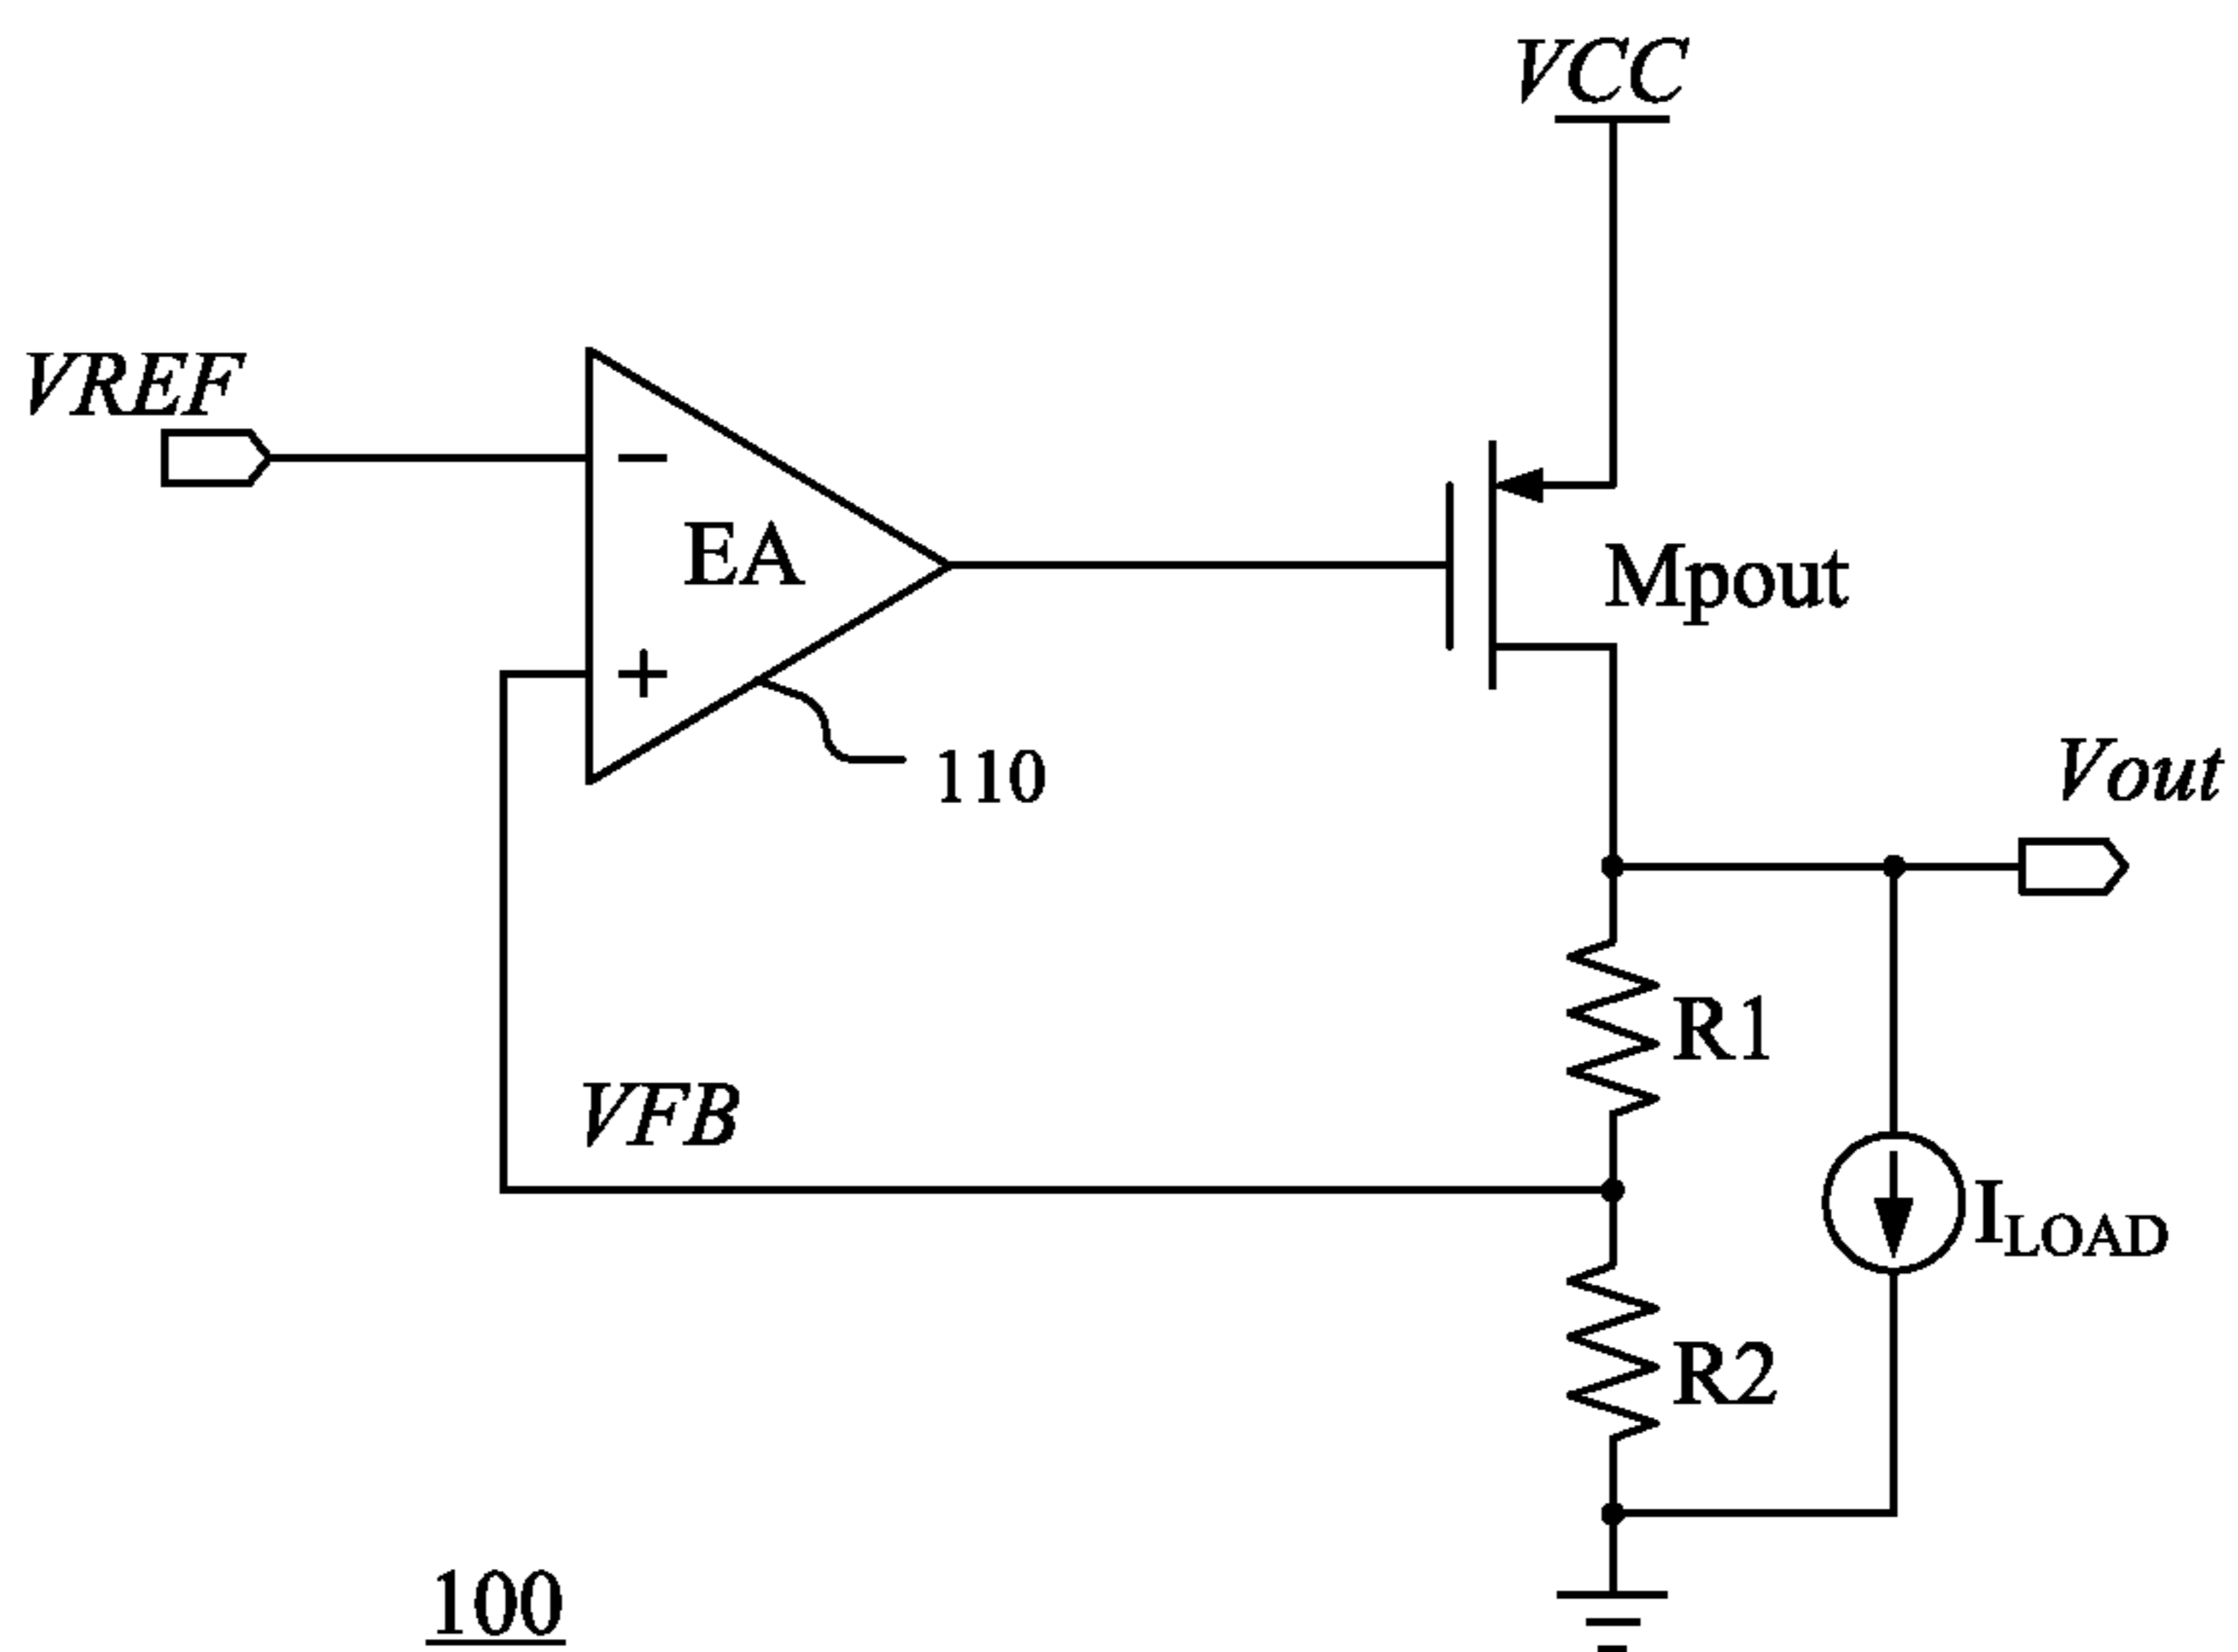 VCC
VREF
−
EA
Mpout
+
110
Vout
R1
VFB
ILOAD
R2
100